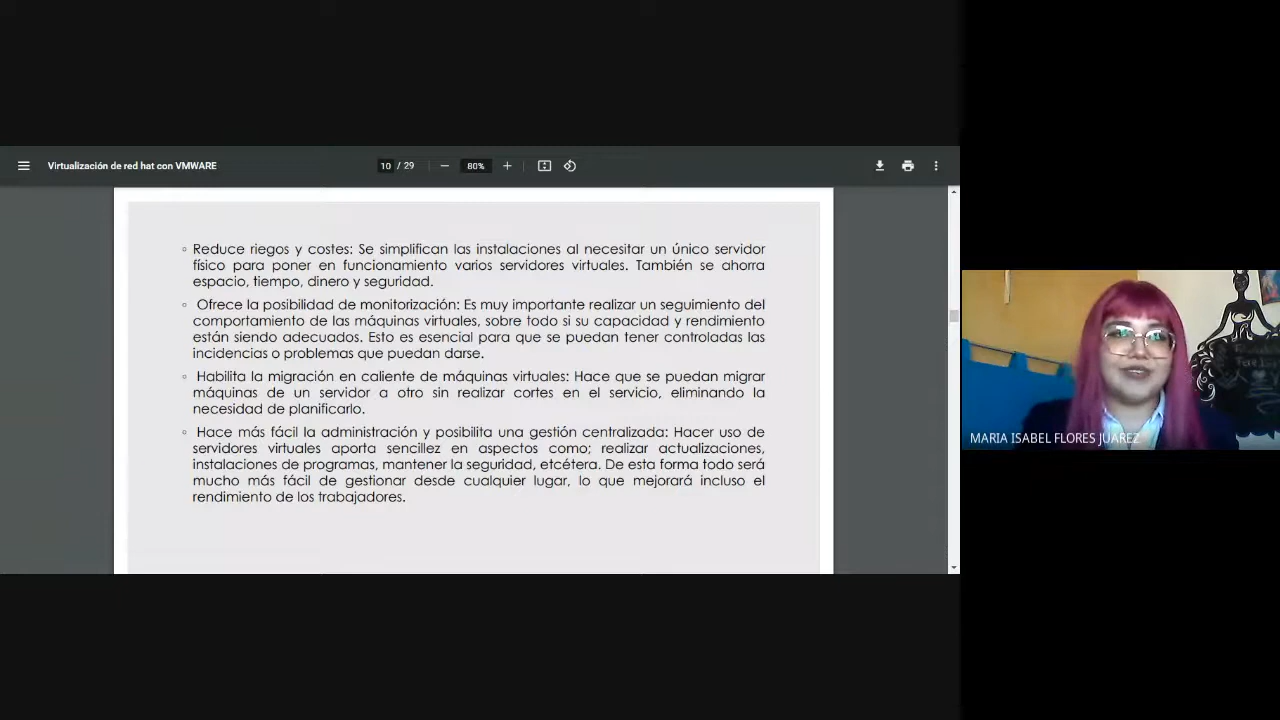 Virtualización de red hat con VMWARE
10 / 29
80%
◦ Reduce riegos y costes: Se simplifican las instalaciones al necesitar un único servidor
físico para poner en funcionamiento varios servidores virtuales. También se ahorra
espacio, tiempo, dinero y seguridad.
◦ Ofrece la posibilidad de monitorización: Es muy importante realizar un seguimiento del
comportamiento de las máquinas virtuales, sobre todo si su capacidad y rendimiento
están siendo adecuados. Esto es esencial para que se puedan tener controladas las
incidencias o problemas que puedan darse.
◦ Habilita la migración en caliente de máquinas virtuales: Hace que se puedan migrar
máquinas de un servidor a otro sin realizar cortes en el servicio, eliminando la
necesidad de planificarlo.
◦ Hace más fácil la administración y posibilita una gestión centralizada: Hacer uso de
servidores virtuales aporta sencillez en aspectos como; realizar actualizaciones,
instalaciones de programas, mantener la seguridad, etcétera. De esta forma todo será
mucho más fácil de gestionar desde cualquier lugar, lo que mejorará incluso el
rendimiento de los trabajadores.
MARIA ISABEL FLORES JUAREZ